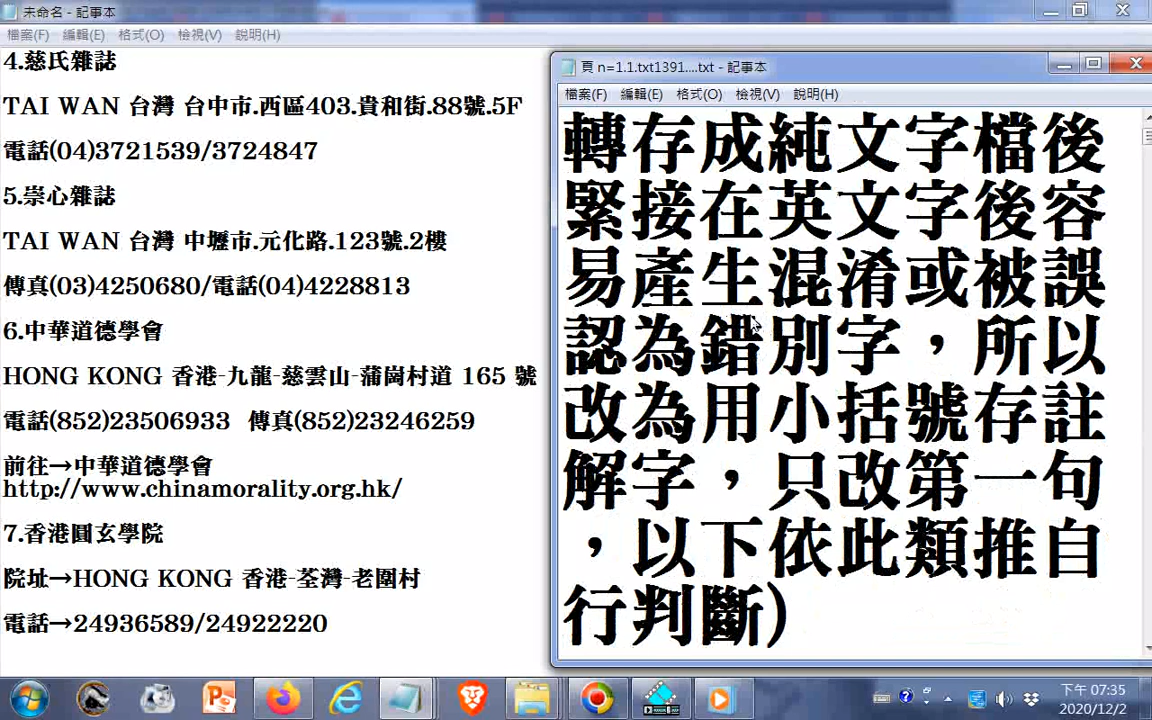 未命名 - 記事本
檔案(F) 編輯(E) 格式(O) 檢視(V) 說明(H)
4.慈氏雜誌
TAI WAN 台灣 台中市.西區403.貴和街.88號.5F
電話(04)3721539/3724847
5.崇心雜誌
TAI WAN 台灣 中壢市.元化路.123號.2樓
傳真(03)4250680/電話(04)4228813
6.中華道德學會
HONG KONG 香港-九龍-慈雲山-蒲崗村道 165 號
電話(852)23506933 傳真(852)23246259
前往→中華道德學會
http://www.chinamorality.org.hk/
7.香港圓玄學院
院址→HONG KONG 香港-荃灣-老圍村
電話→24936589/24922220
頁 n=1.1.txt1391....txt - 記事本
檔案(F) 編輯(E) 格式(O) 檢視(V) 說明(H)
轉存成純文字檔後
緊接在英文字後容
易產生混淆或被誤
認為錯別字，所以
改為用小括號存註
解字，只改第一句
，以下依此類推自
行判斷)
下午 07:35
2020/12/2